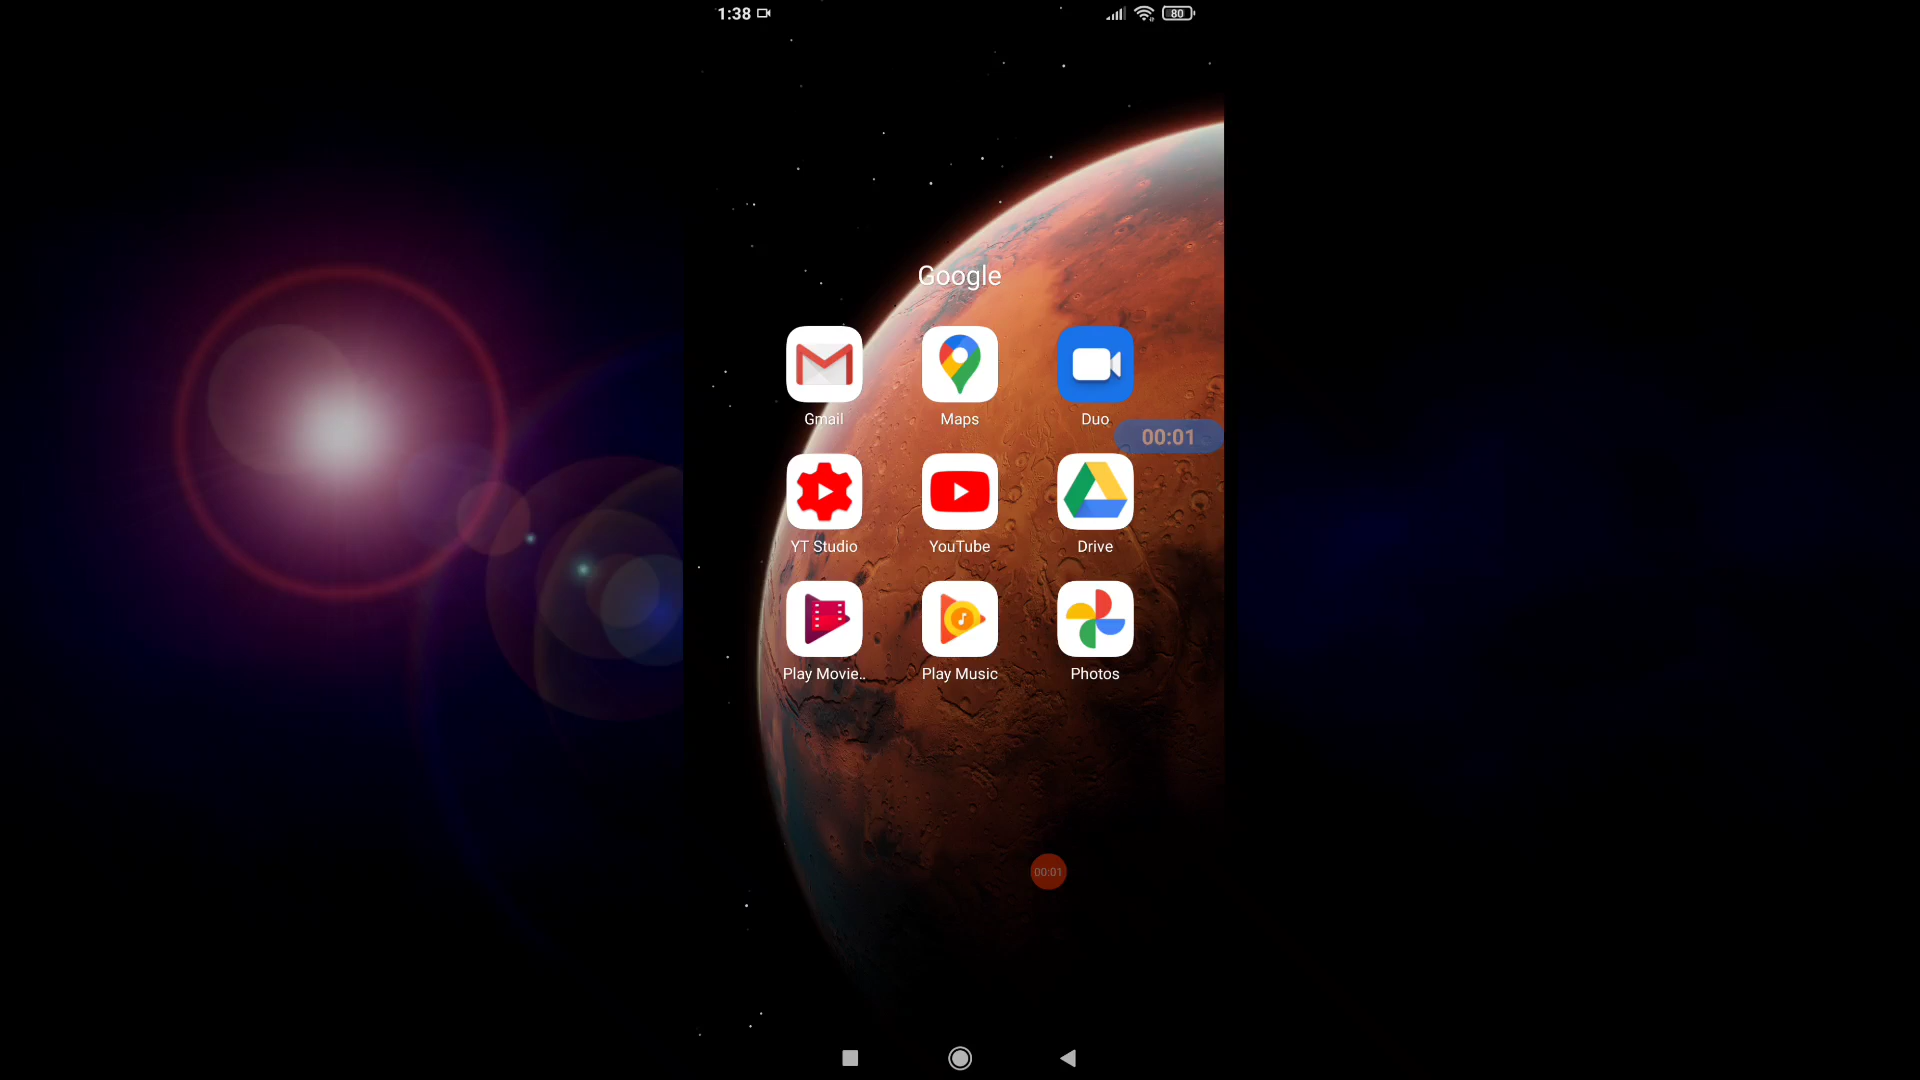 1:38
80
Google
Gmail
Maps
Duo
00:01
YT Studio
YouTube
Drive
Play Movie..
Play Music
Photos
00:01